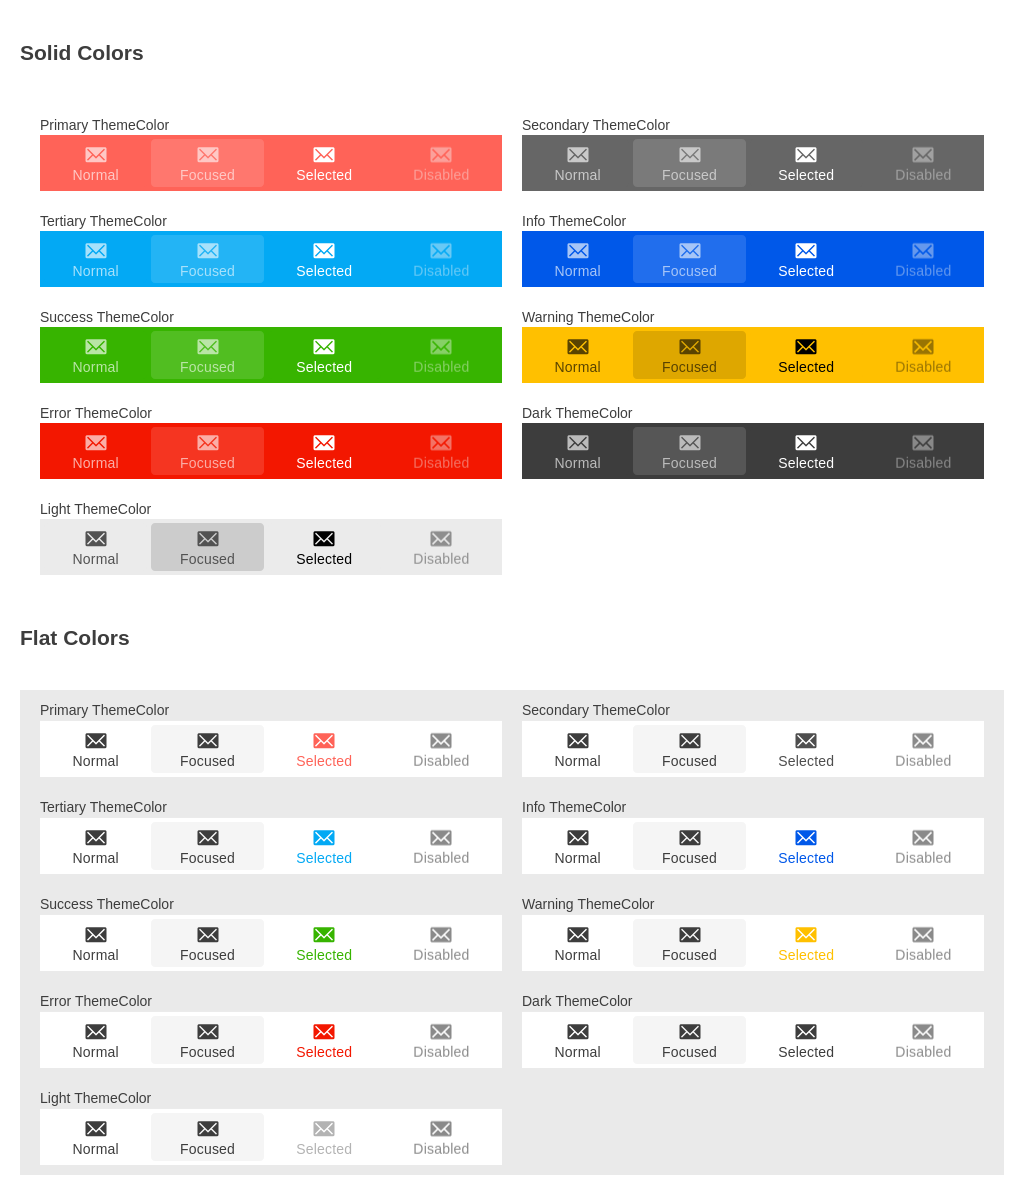 Solid Colors
Primary ThemeColor
Normal Focused Selected Disabled
Secondary ThemeColor
Normal Focused Selected Disabled
Tertiary ThemeColor
Normal Focused Selected Disabled
Info ThemeColor
Normal Focused Selected Disabled
Success ThemeColor
Normal Focused Selected Disabled
Warning ThemeColor
Normal Focused Selected Disabled
Error ThemeColor
Normal Focused Selected Disabled
Dark ThemeColor
Normal Focused Selected Disabled
Light ThemeColor
Normal Focused Selected Disabled
Flat Colors
Primary ThemeColor
Normal Focused Selected Disabled
Secondary ThemeColor
Normal Focused Selected Disabled
Tertiary ThemeColor
Normal Focused Selected Disabled
Info ThemeColor
Normal Focused Selected Disabled
Success ThemeColor
Normal Focused Selected Disabled
Warning ThemeColor
Normal Focused Selected Disabled
Error ThemeColor
Normal Focused Selected Disabled
Dark ThemeColor
Normal Focused Selected Disabled
Light ThemeColor
Normal Focused Selected Disabled